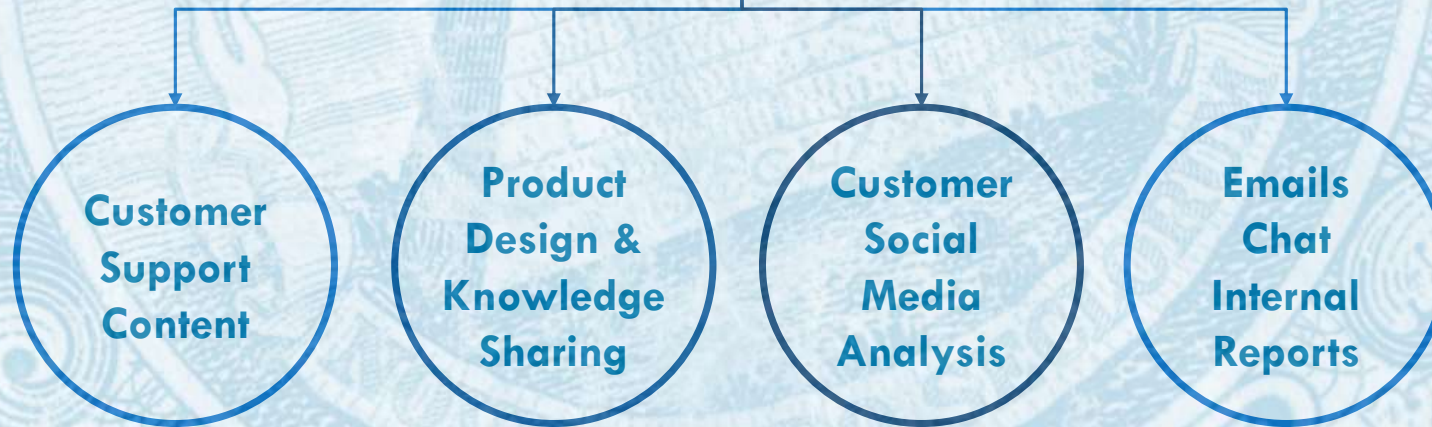 Customer
Support
Content
Product
Design &
Knowledge
Sharing
Customer
Social
Media
Analysis
Emails
Chat
Internal
Reports